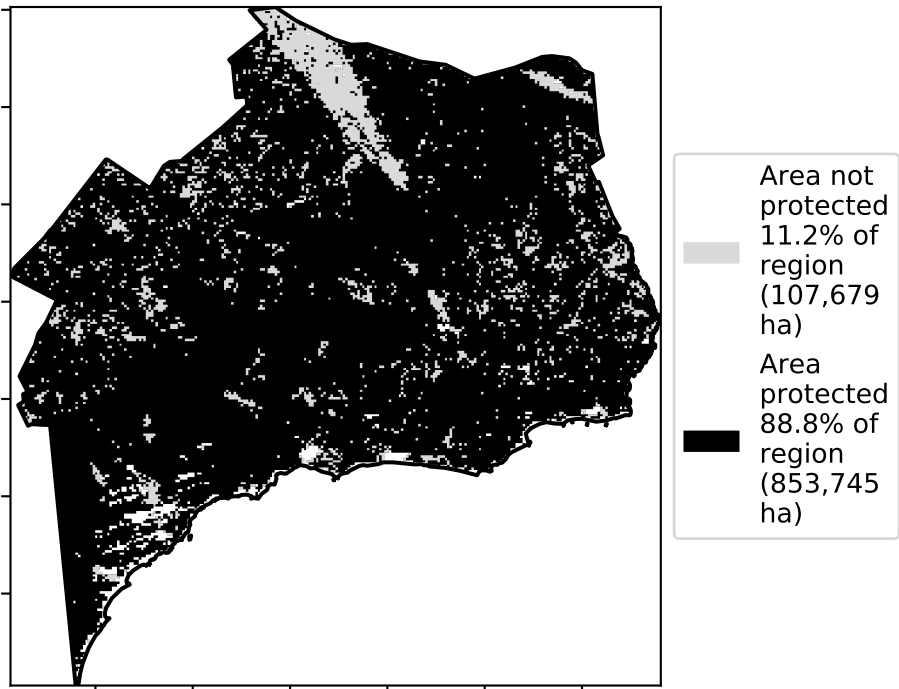 Area not
protected
11.2% of
region
(107,679
ha)
Area
protected
88.8% of
region
(853,745
ha)